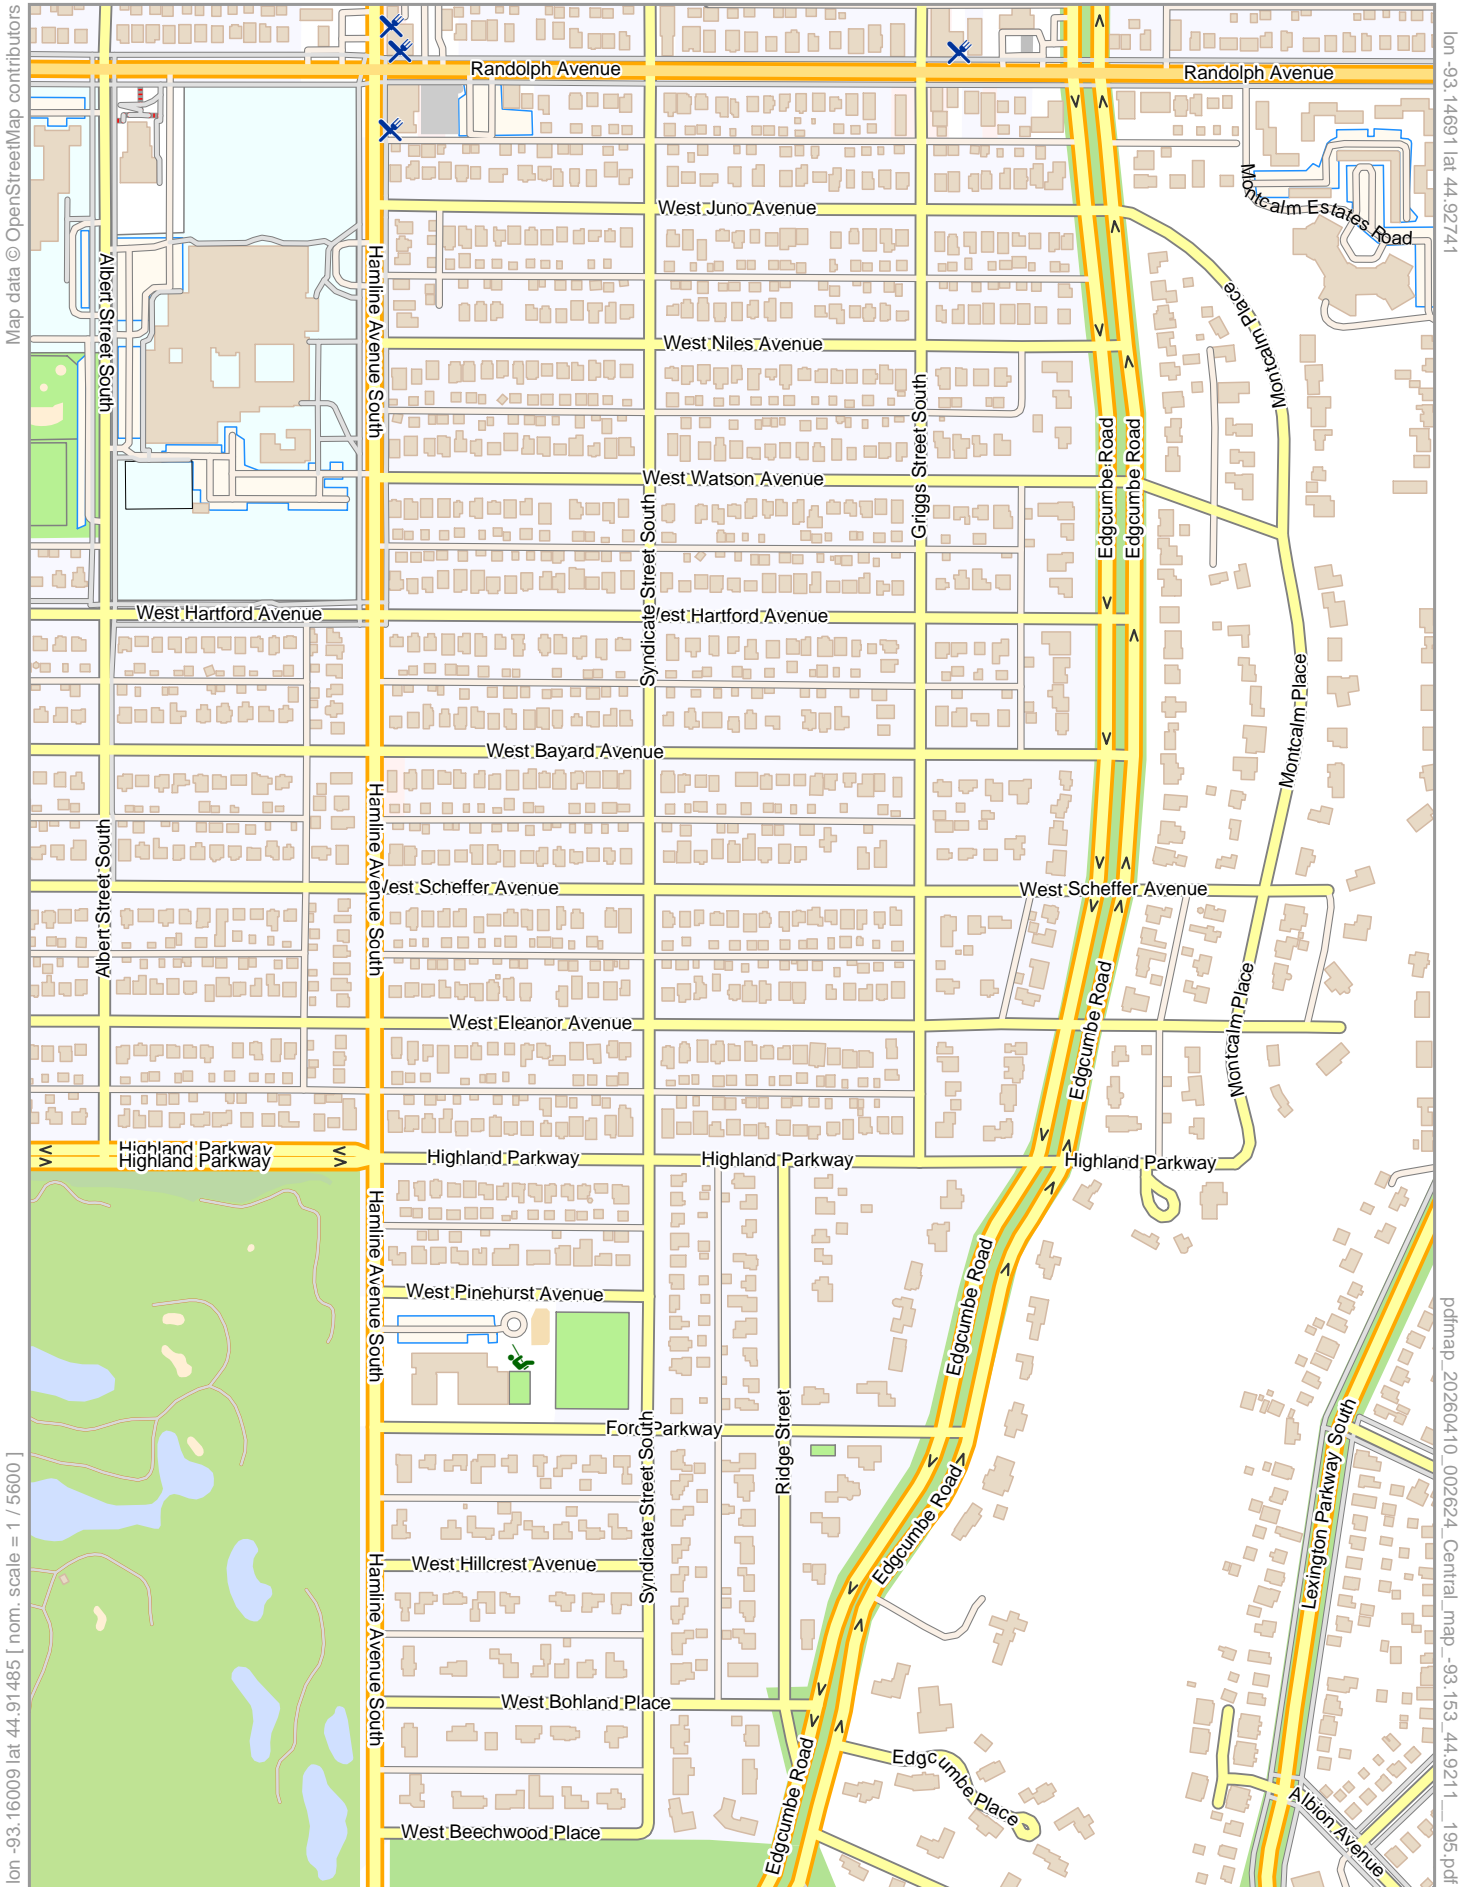 Randolph Avenue
Randolph Avenue
West Juno Avenue
Montcalm Estates Road
Albert Street South
Hamline Avenue South
Montcalm Place
West Niles Avenue
Griggs Street South
Edgcumbe Road
Edgcumbe Road
West Watson Avenue
Syndicate Street South
West Hartford Avenue
West Hartford Avenue
Montcalm Place
West Bayard Avenue
Hamline Avenue South
Albert Street South
West Scheffer Avenue
West Scheffer Avenue
Edgcumbe Road
Montcalm Place
West Eleanor Avenue
Highland Parkway
Highland Parkway
Highland Parkway
Highland Parkway
Highland Parkway
Hamline Avenue South
Edgcumbe Road
West Pinehurst Avenue
Ridge Street
Ford Parkway
Syndicate Street South
Lexington Parkway South
Edgcumbe Road
West Hillcrest Avenue
Hamline Avenue South
West Bohland Place
Edgcumbe Road
Edgcumbe Place
Albion Avenue
West Beechwood Place
Map data © OpenStreetMap contributors
lon -93.16009 lat 44.91485 [ nom. scale = 1 / 5600 ]
lon -93.14691 lat 44.92741
pdfmap_20260410_002624_Central_map_-93.153_44.9211__195.pdf